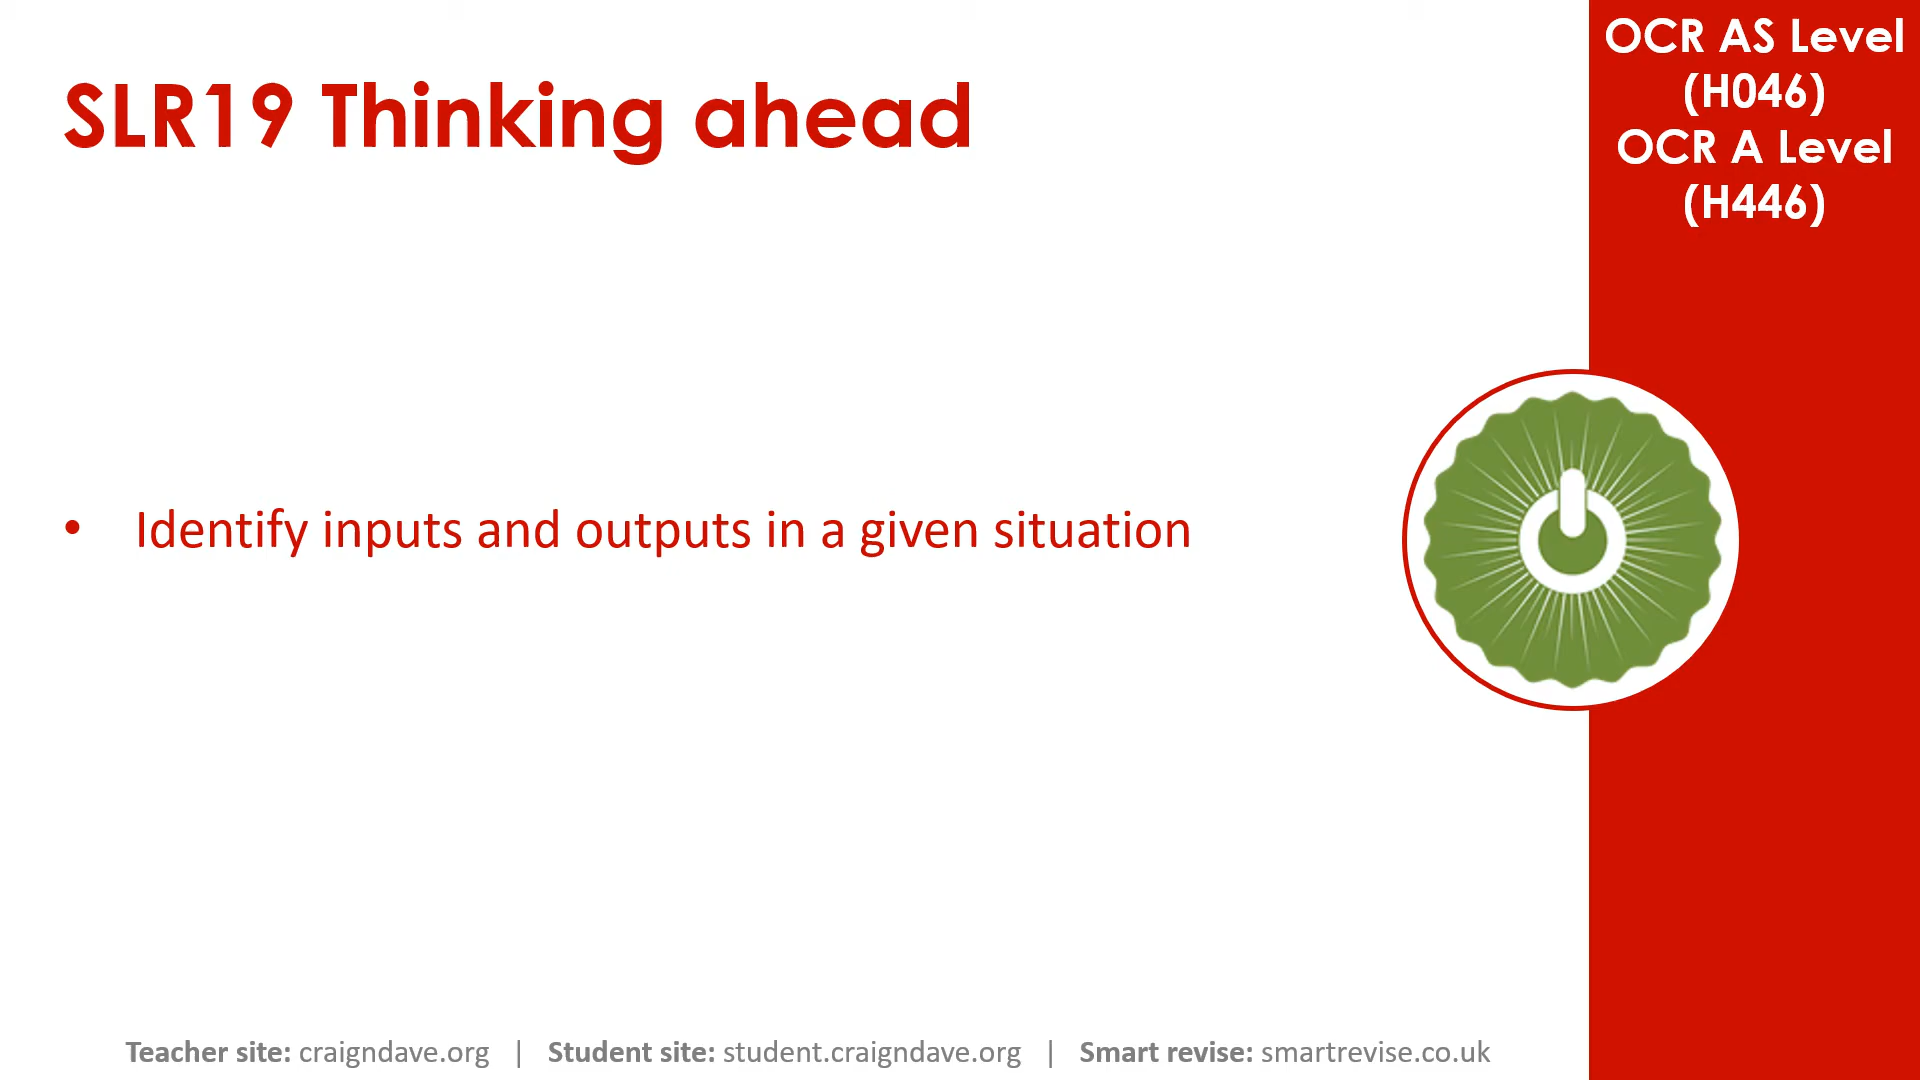 SLR19 Thinking ahead
OCR AS Level
(H046)
OCR A Level
(H446)
• Identify inputs and outputs in a given situation
Teacher site: craigndave.org | Student site: student.craigndave.org | Smart revise: smartrevise.co.uk